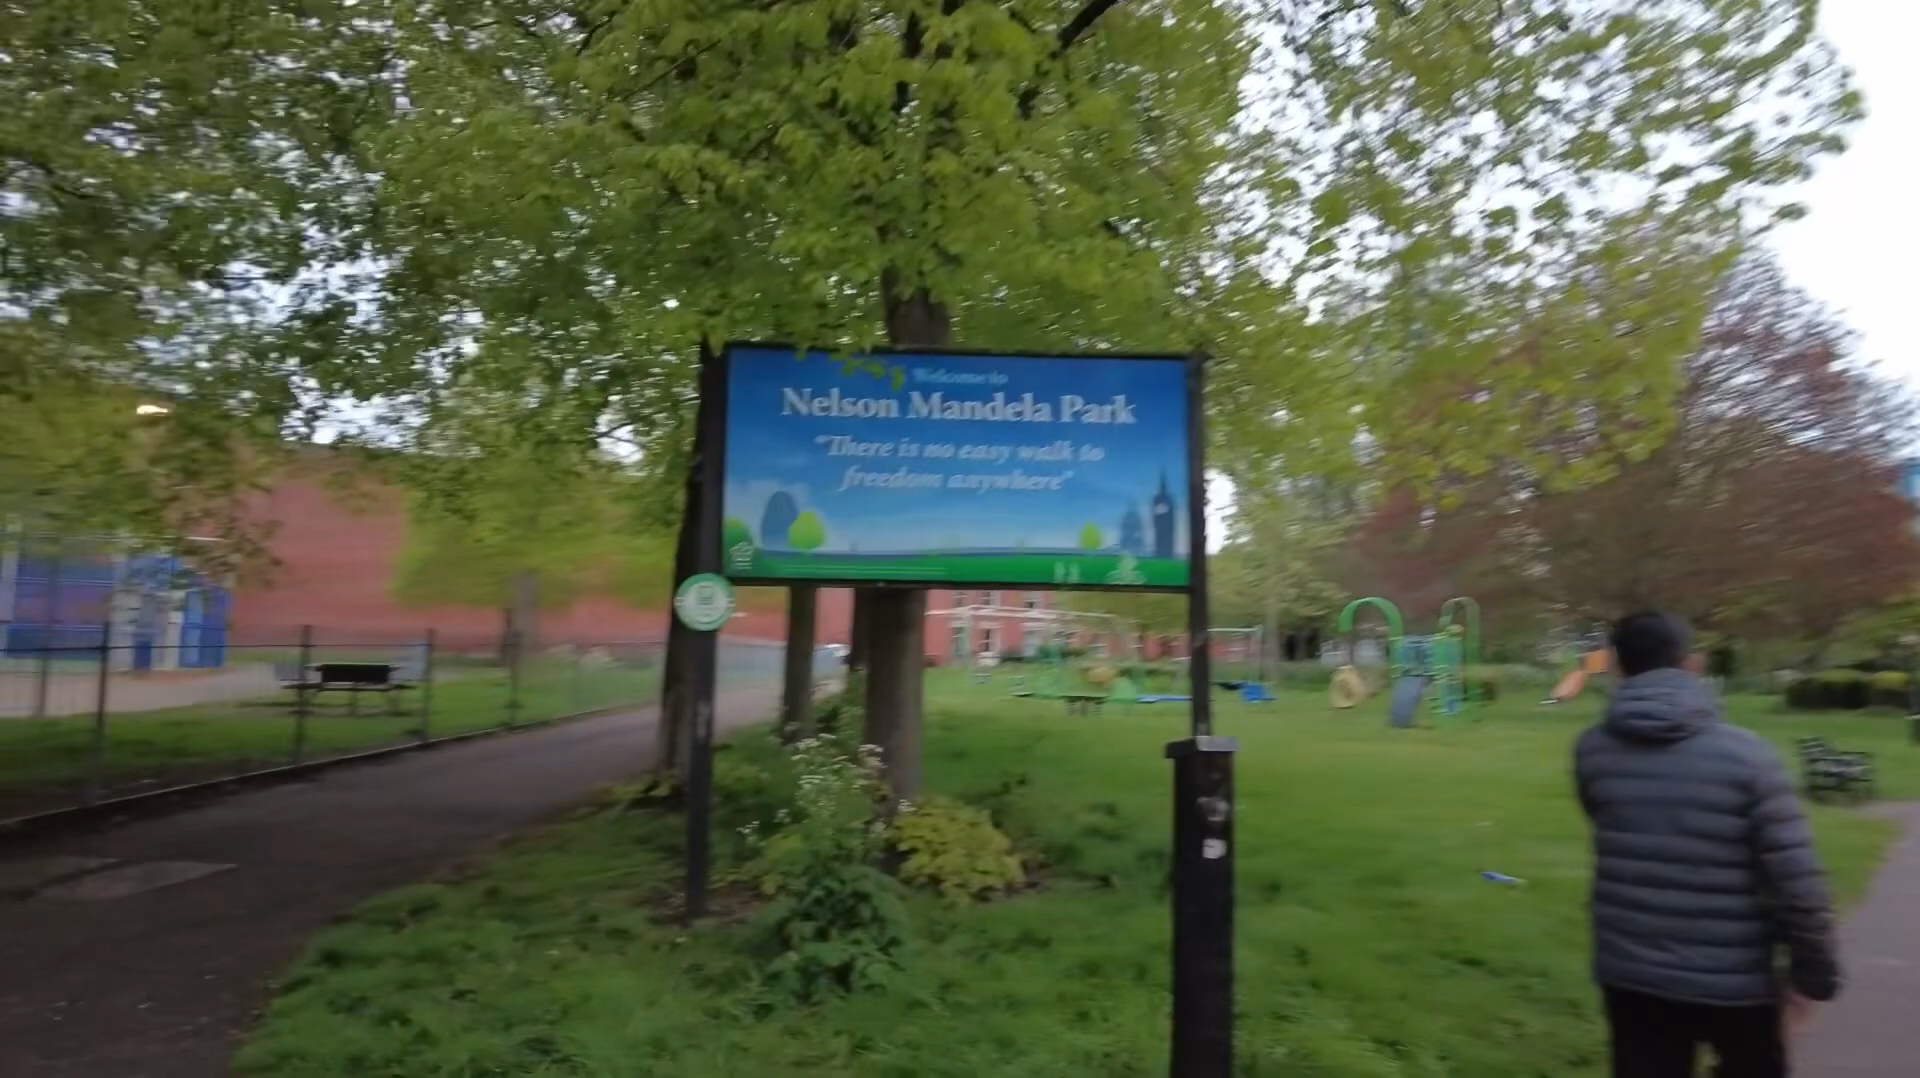 Welcome to
Nelson Mandela Park
"There is no easy walk to
freedom anywhere"